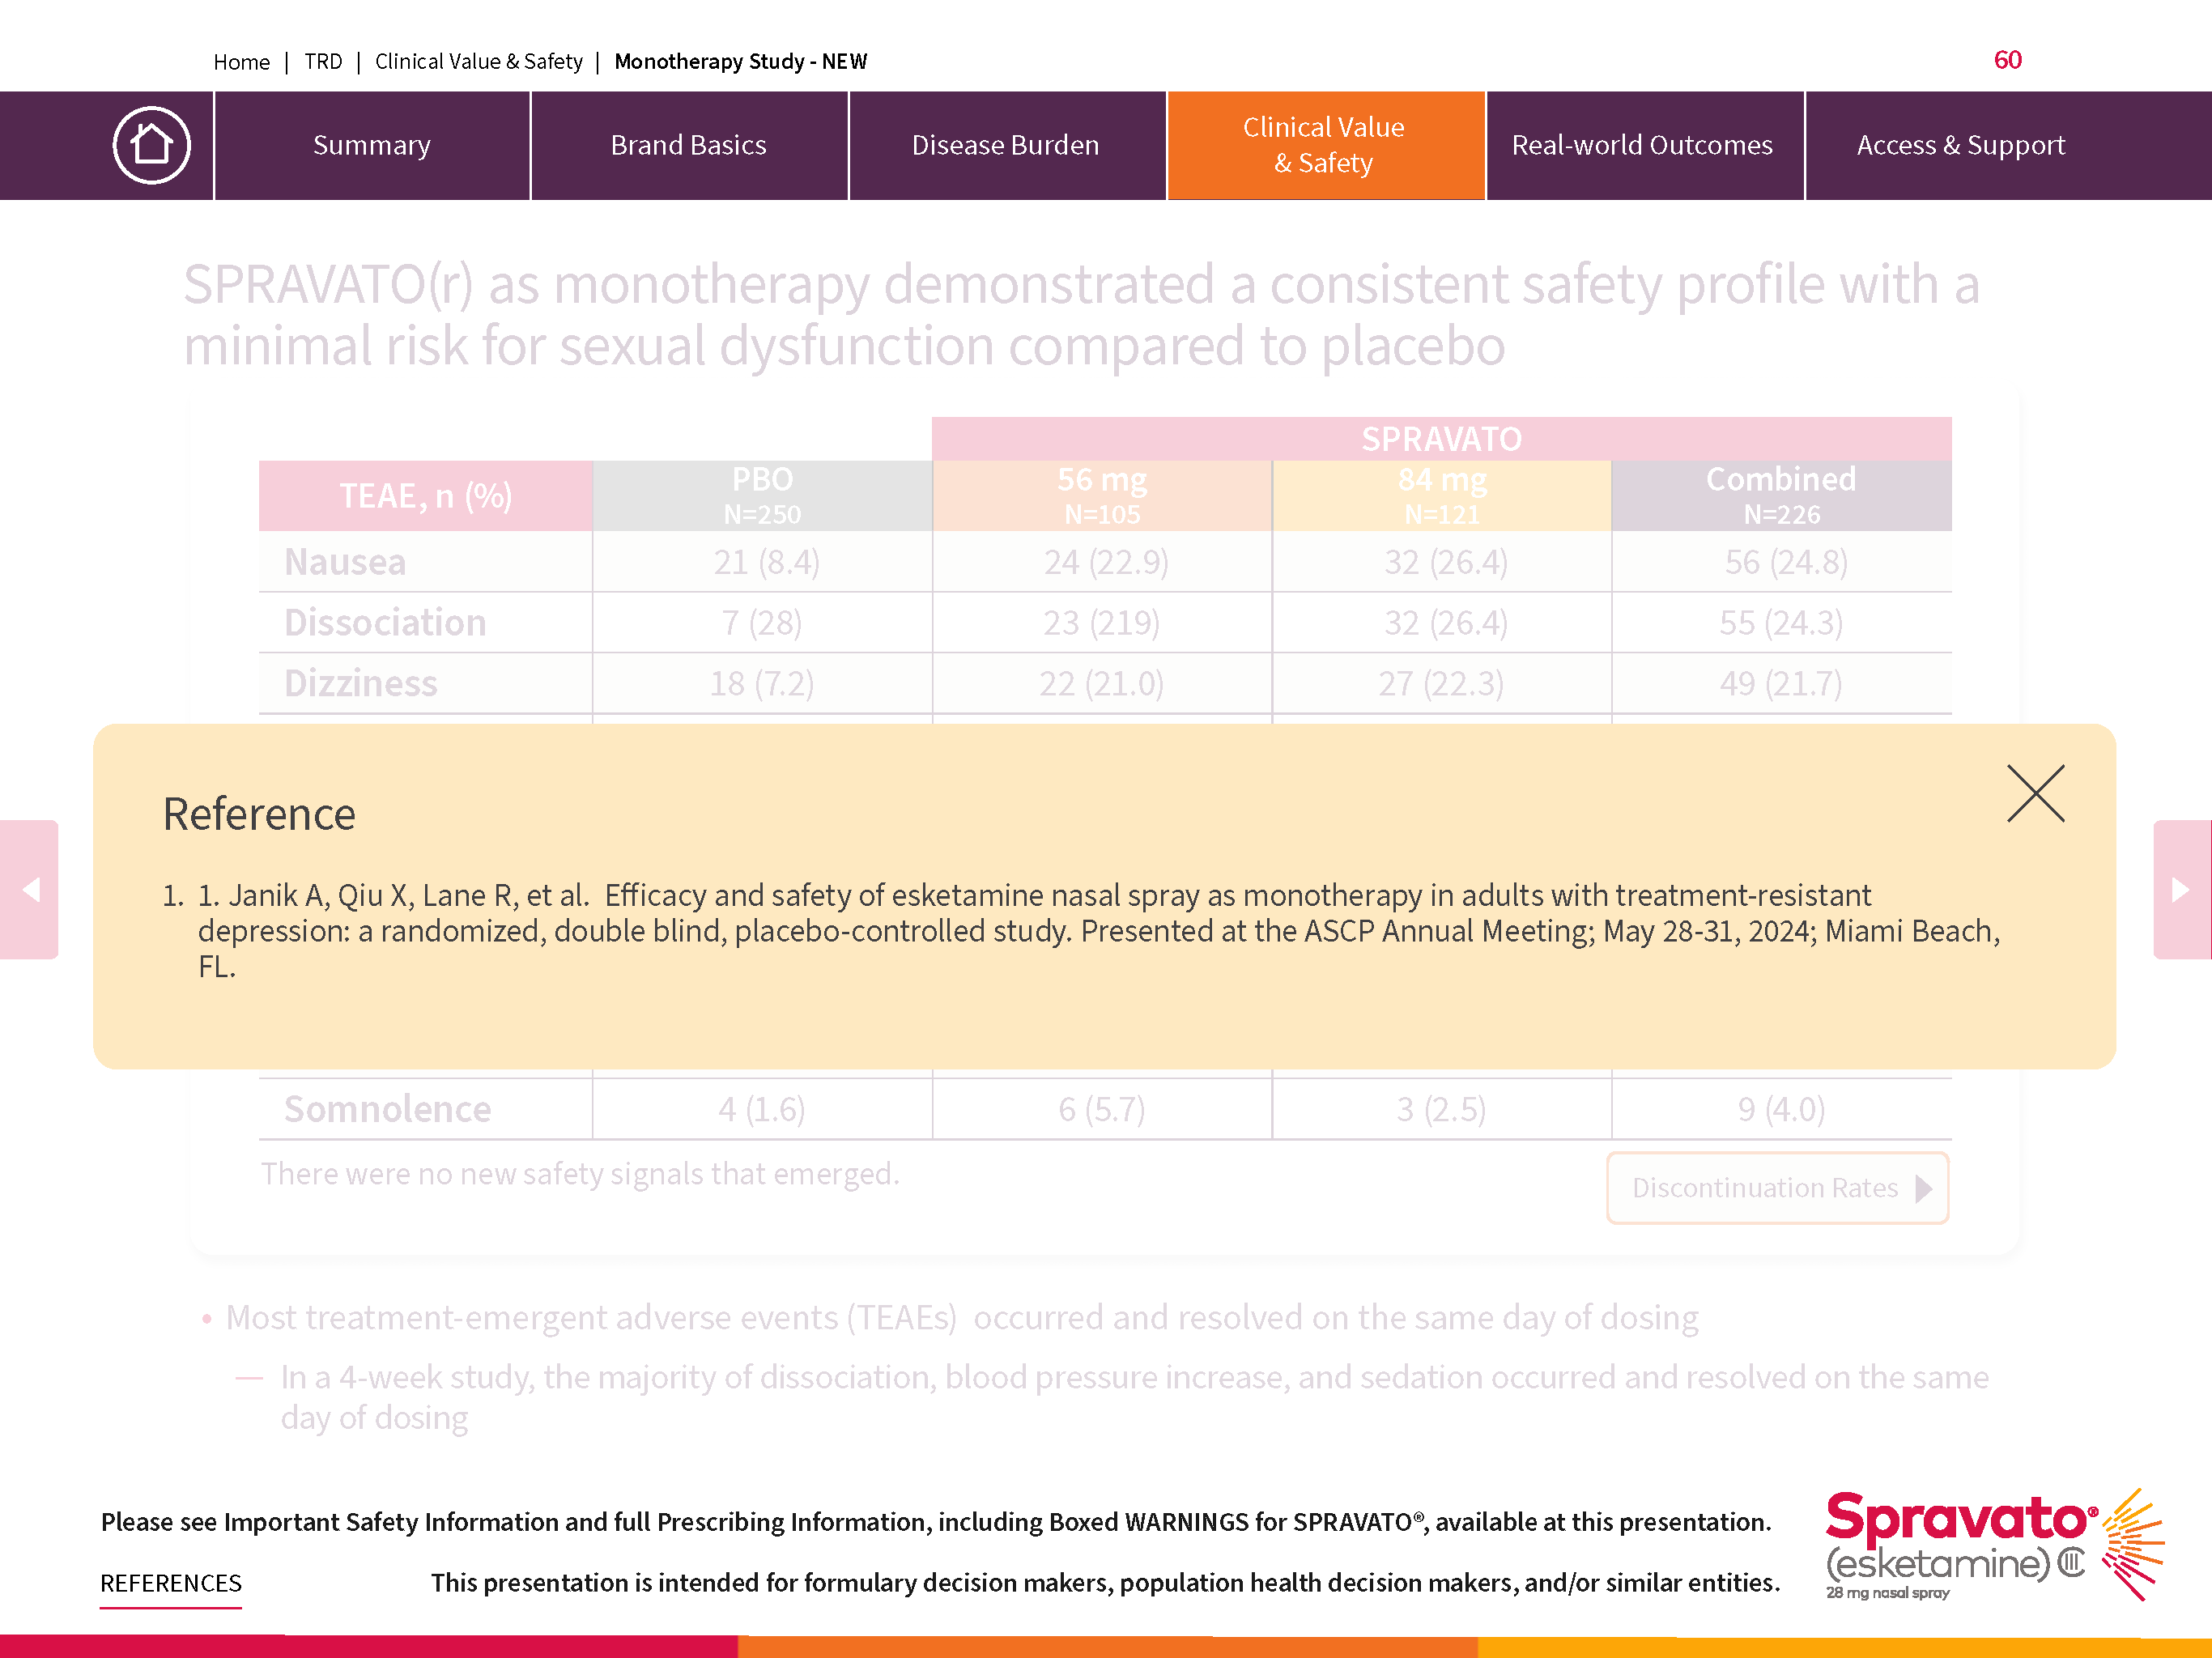 Home | TRD | Clinical Value & Safety | Monotherapy Study - NEW
60
Summary
Brand Basics
Disease Burden
Clinical Value
& Safety
Real-world Outcomes
Access & Support
SPRAVATO(r) as monotherapy demonstrated a consistent safety profile with a
minimal risk for sexual dysfunction compared to placebo
SPRAVATO
TEAE, n (%) PBO 56 mg 84 mg Combined
N=250 N=105 N=121 N=226
Nausea 21 (8.4) 24 (22.9) 32 (26.4) 56 (24.8)
Dissociation 7 (28) 23 (219) 32 (26.4) 55 (24.3)
Dizziness 18 (7.2) 22 (21.0) 27 (22.3) 49 (21.7)
Reference
1. 1. Janik A, Qiu X, Lane R, et al. Efficacy and safety of esketamine nasal spray as monotherapy in adults with treatment-resistant
depression: a randomized, double blind, placebo-controlled study. Presented at the ASCP Annual Meeting; May 28-31, 2024; Miami Beach,
FL.
Somnolence 4 (1.6) 6 (5.7) 3 (2.5) 9 (4.0)
There were no new safety signals that emerged.
Discontinuation Rates
• Most treatment-emergent adverse events (TEAEs) occurred and resolved on the same day of dosing
— In a 4-week study, the majority of dissociation, blood pressure increase, and sedation occurred and resolved on the same
day of dosing
Please see Important Safety Information and full Prescribing Information, including Boxed WARNINGS for SPRAVATO®, available at this presentation.
REFERENCES
This presentation is intended for formulary decision makers, population health decision makers, and/or similar entities.
Spravato®
(esketamine) CIII
28 mg nasal spray